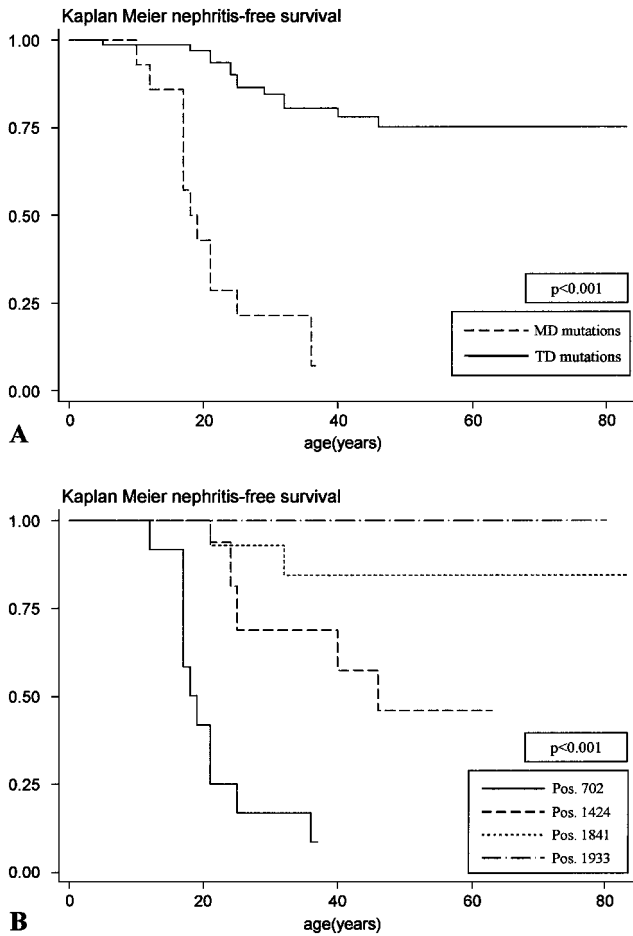 Kaplan Meier nephritis-free survival
1.00
0.75
0.50
0.25
0.00
p<0.001
MD mutations
TD mutations
0 20 40 60 80
age(years)
A
Kaplan Meier nephritis-free survival
1.00
0.75
0.50
0.25
0.00
p<0.001
Pos. 702
Pos. 1424
Pos. 1841
Pos. 1933
0 20 40 60 80
age(years)
B